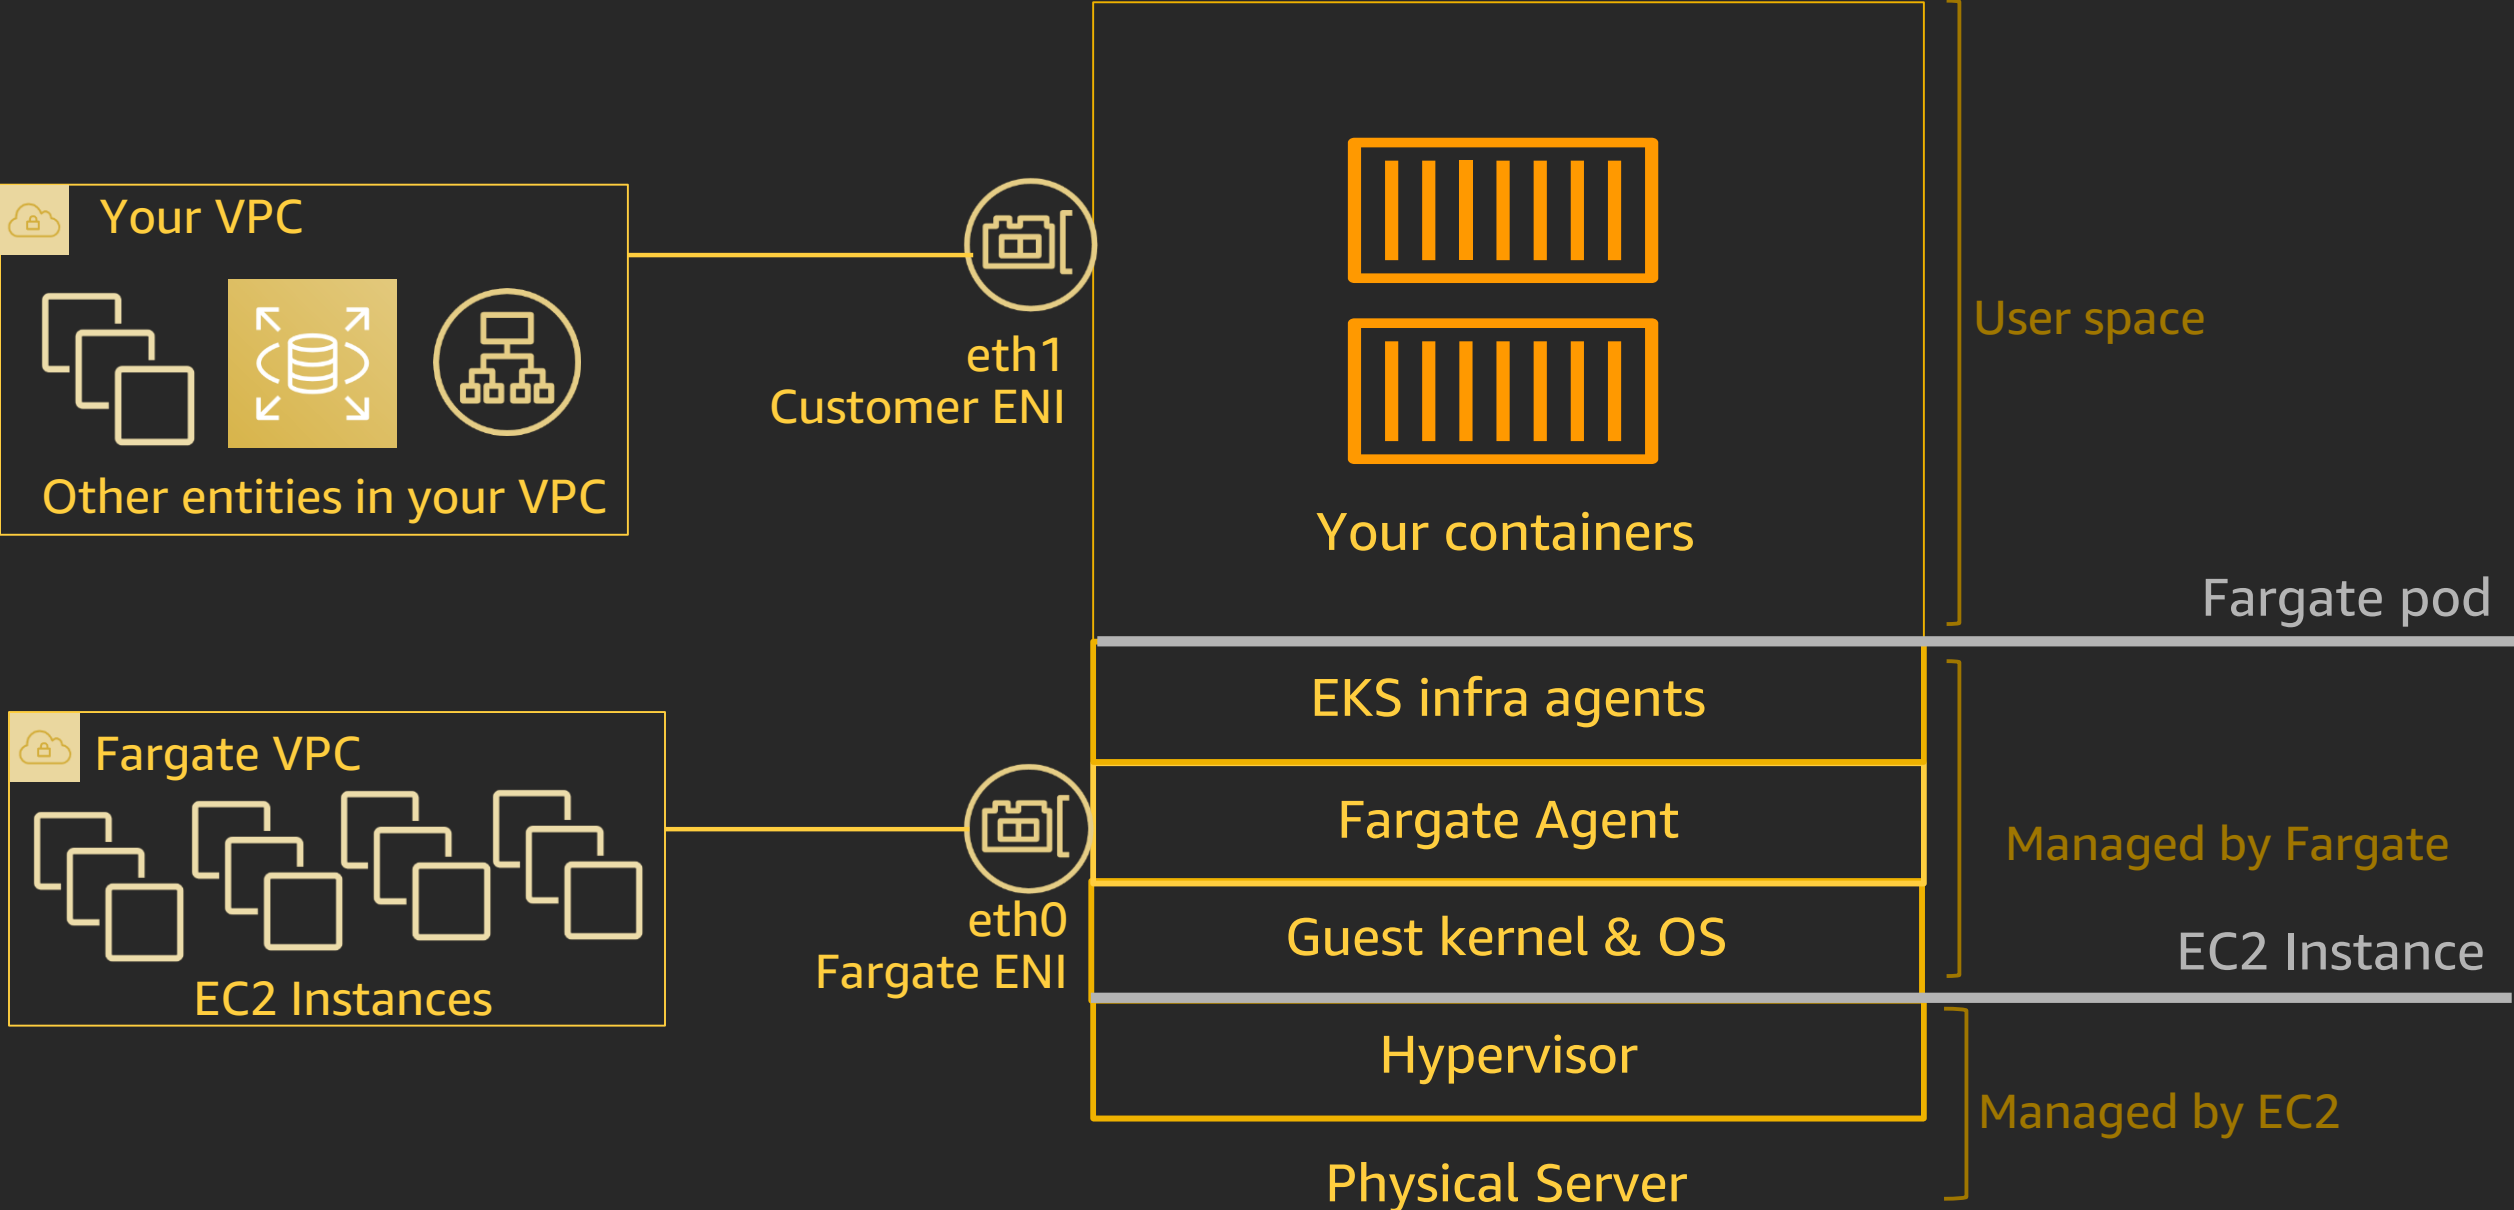 Your VPC
Other entities in your VPC
eth1
Customer ENI
Your containers
User space
Fargate pod
EKS infra agents
Fargate VPC
EC2 Instances
eth0
Fargate ENI
Fargate Agent
Managed by Fargate
Guest kernel & OS
EC2 Instance
Hypervisor
Managed by EC2
Physical Server